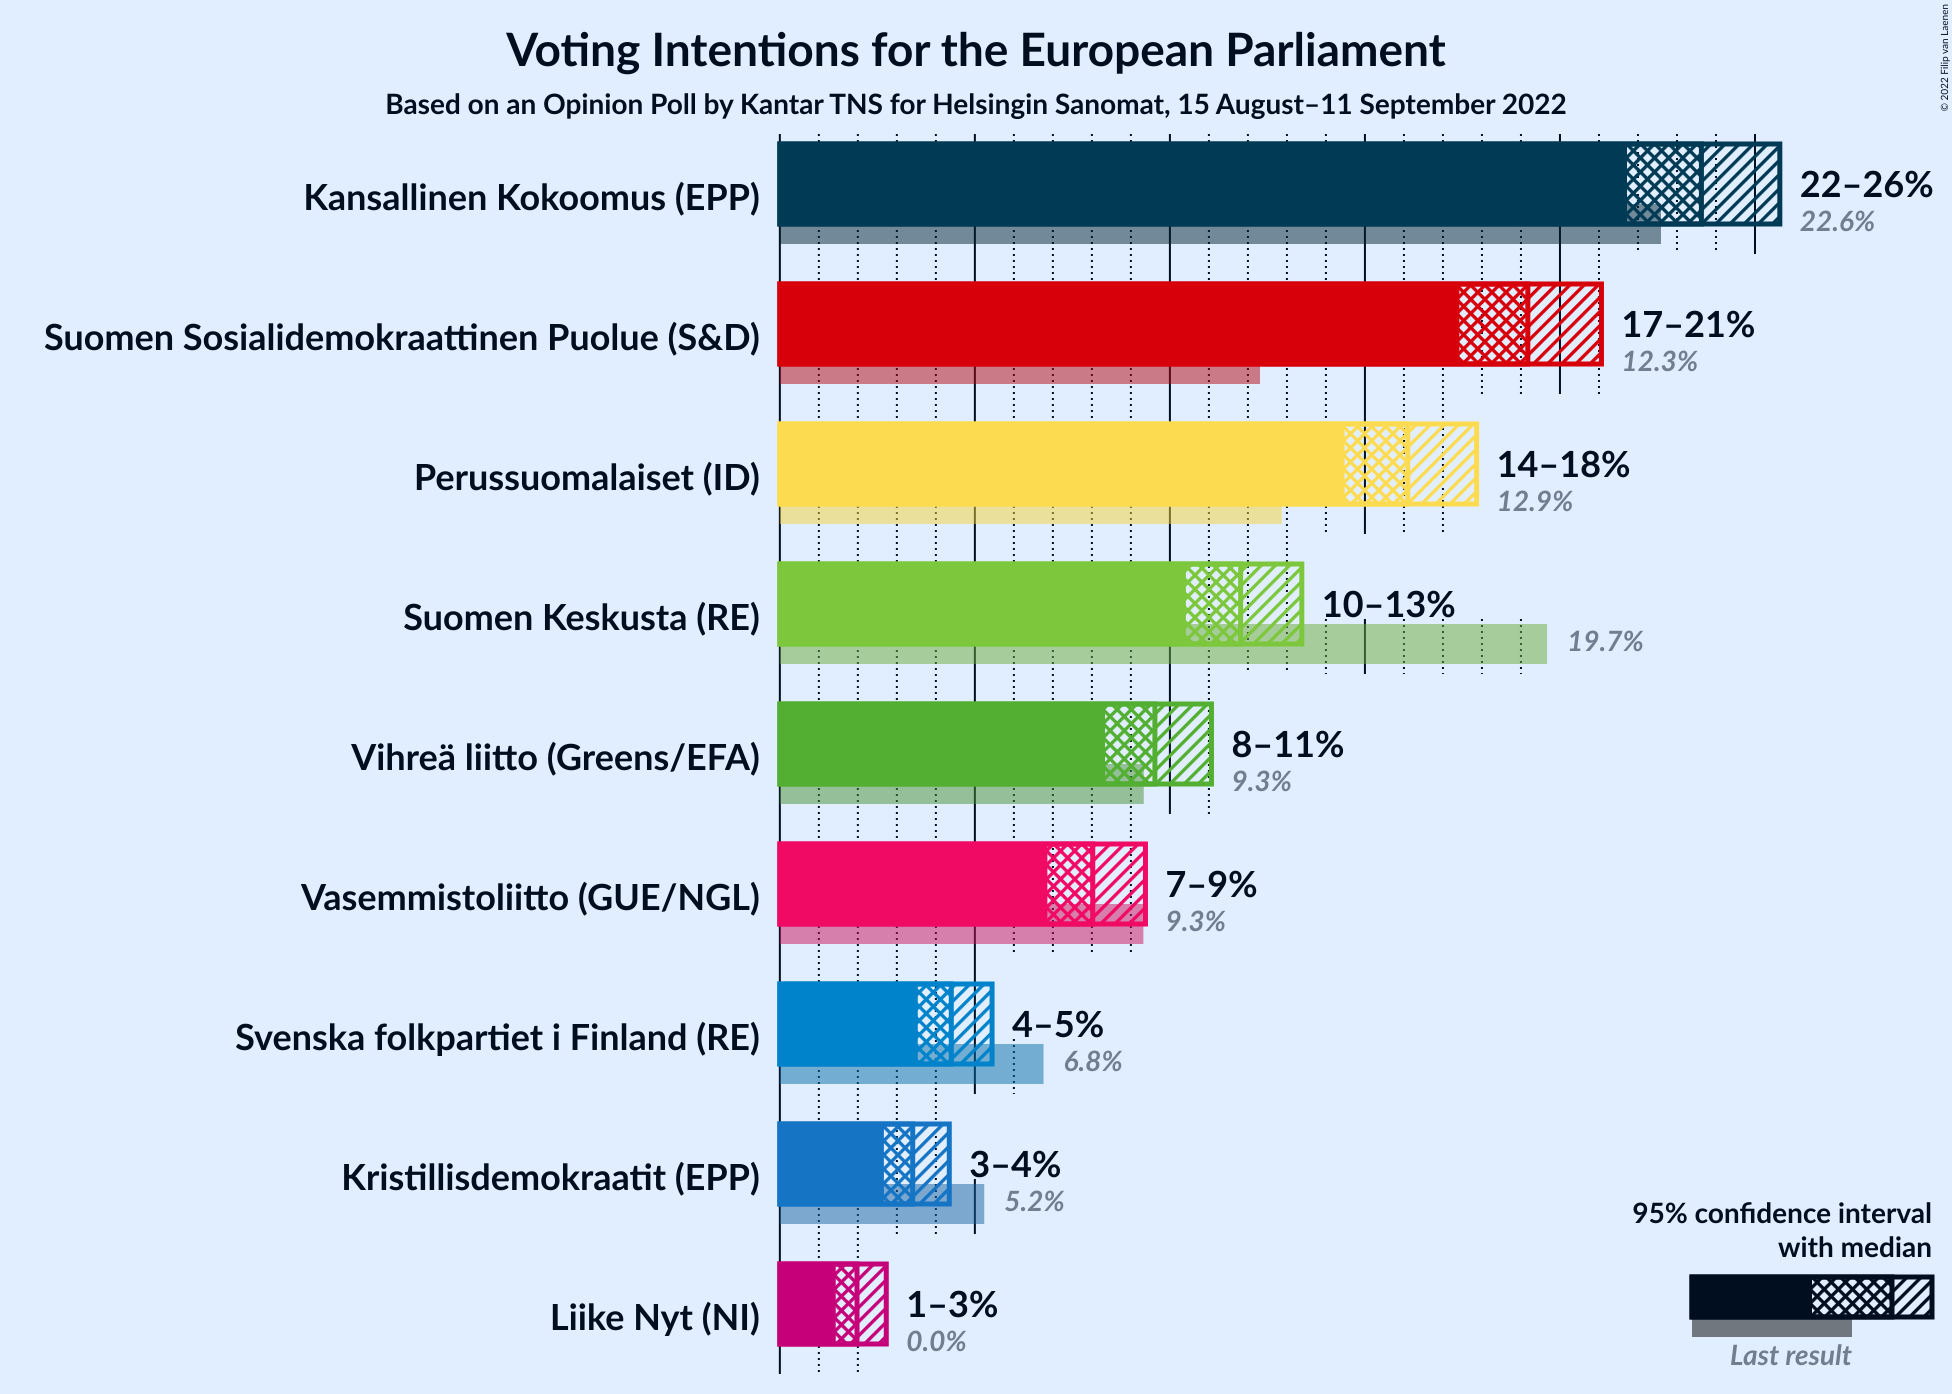 Voting Intentions for the European Parliament
Based on an Opinion Poll by Kantar TNS for Helsingin Sanomat, 15 August–11 September 2022
© 2022 Filip van Laenen
Kansallinen Kokoomus (EPP)
22–26%
22.6%
Suomen Sosialidemokraattinen Puolue (S&D)
17–21%
12.3%
Perussuomalaiset (ID)
14–18%
12.9%
Suomen Keskusta (RE)
10–13%
19.7%
Vihreä liitto (Greens/EFA)
8–11%
9.3%
Vasemmistoliitto (GUE/NGL)
7–9%
9.3%
Svenska folkpartiet i Finland (RE)
4–5%
6.8%
Kristillisdemokraatit (EPP)
3–4%
5.2%
Liike Nyt (NI)
1–3%
0.0%
95% confidence interval
with median
Last result